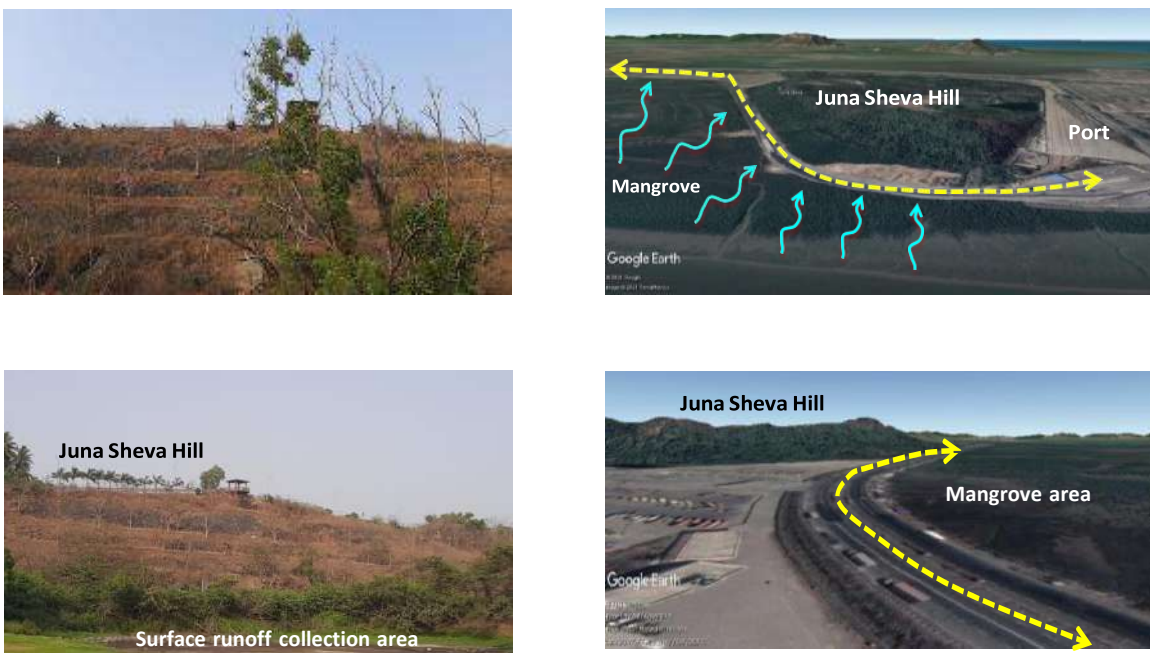 Juna Sheva Hill
Port
Mangrove
Google Earth
Juna Sheva Hill
Surface runoff collection area
Juna Sheva Hill
Mangrove area
Google Earth